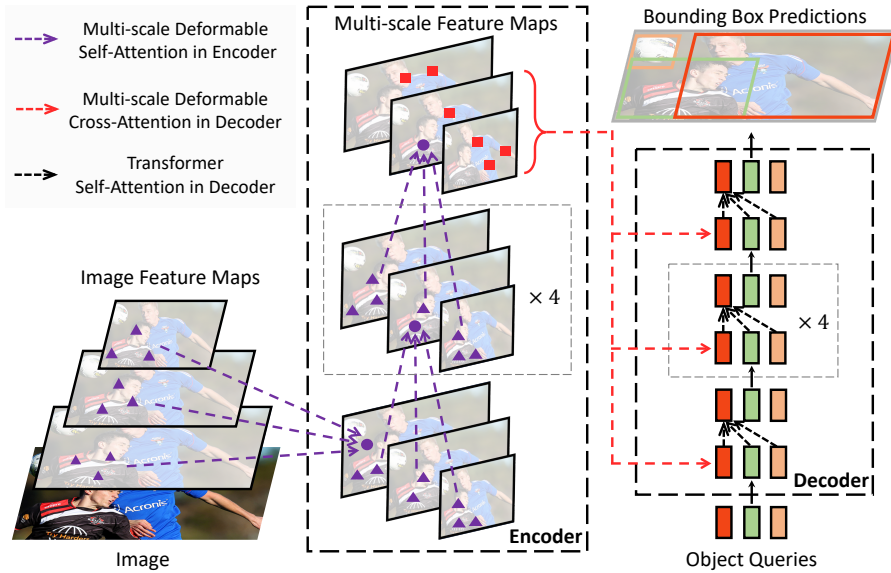 Multi-scale Deformable
Self-Attention in Encoder
Multi-scale Deformable
Cross-Attention in Decoder
Transformer
Self-Attention in Decoder
Multi-scale Feature Maps
Bounding Box Predictions
Acronis
Image Feature Maps
× 4
× 4
Acronis
Encoder
Decoder
Image
Object Queries